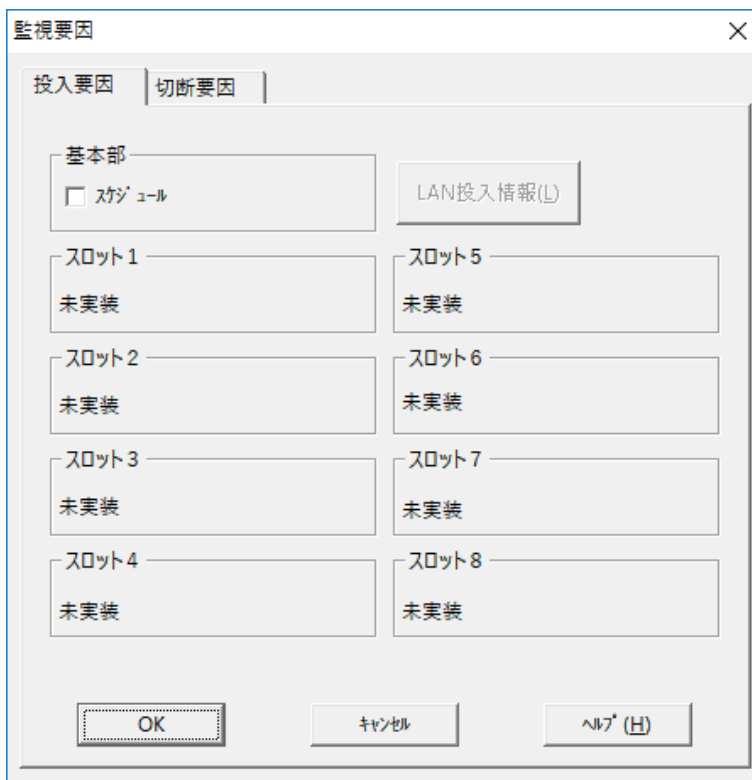 監視要因
投入要因 切断要因
基本部
ｽｹｼﾞｭｰﾙ
LAN投入情報(L)
スロット1 スロット5
未実装 未実装
スロット2 スロット6
未実装 未実装
スロット3 スロット7
未実装 未実装
スロット4 スロット8
未実装 未実装
OK ｷｬﾝｾﾙ ﾍﾙﾌﾟ(H)